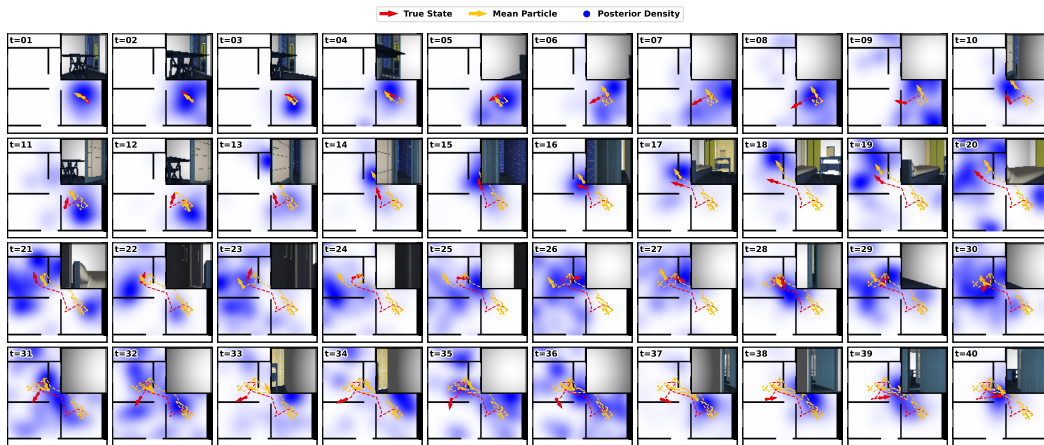 True State
Mean Particle
Posterior Density
t=01
t=02
t=03
t=04
t=05
t=06
t=07
t=08
t=09
t=10
t=11
t=12
t=13
t=14
t=15
t=16
t=17
t=18
t=19
t=20
t=21
t=22
t=23
t=24
t=25
t=26
t=27
t=28
t=29
t=30
t=31
t=32
t=33
t=34
t=35
t=36
t=37
t=38
t=39
t=40